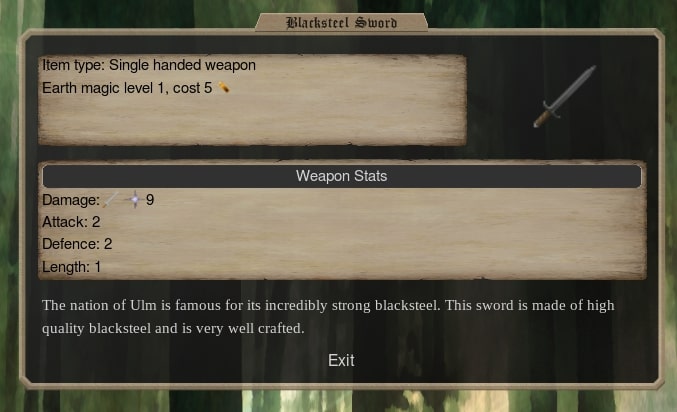 Blacksteel Sword
Item type: Single handed weapon
Earth magic level 1, cost 5
Weapon Stats
Damage: 9
Attack: 2
Defence: 2
Length: 1
The nation of Ulm is famous for its incredibly strong blacksteel. This sword is made of high
quality blacksteel and is very well crafted.
Exit